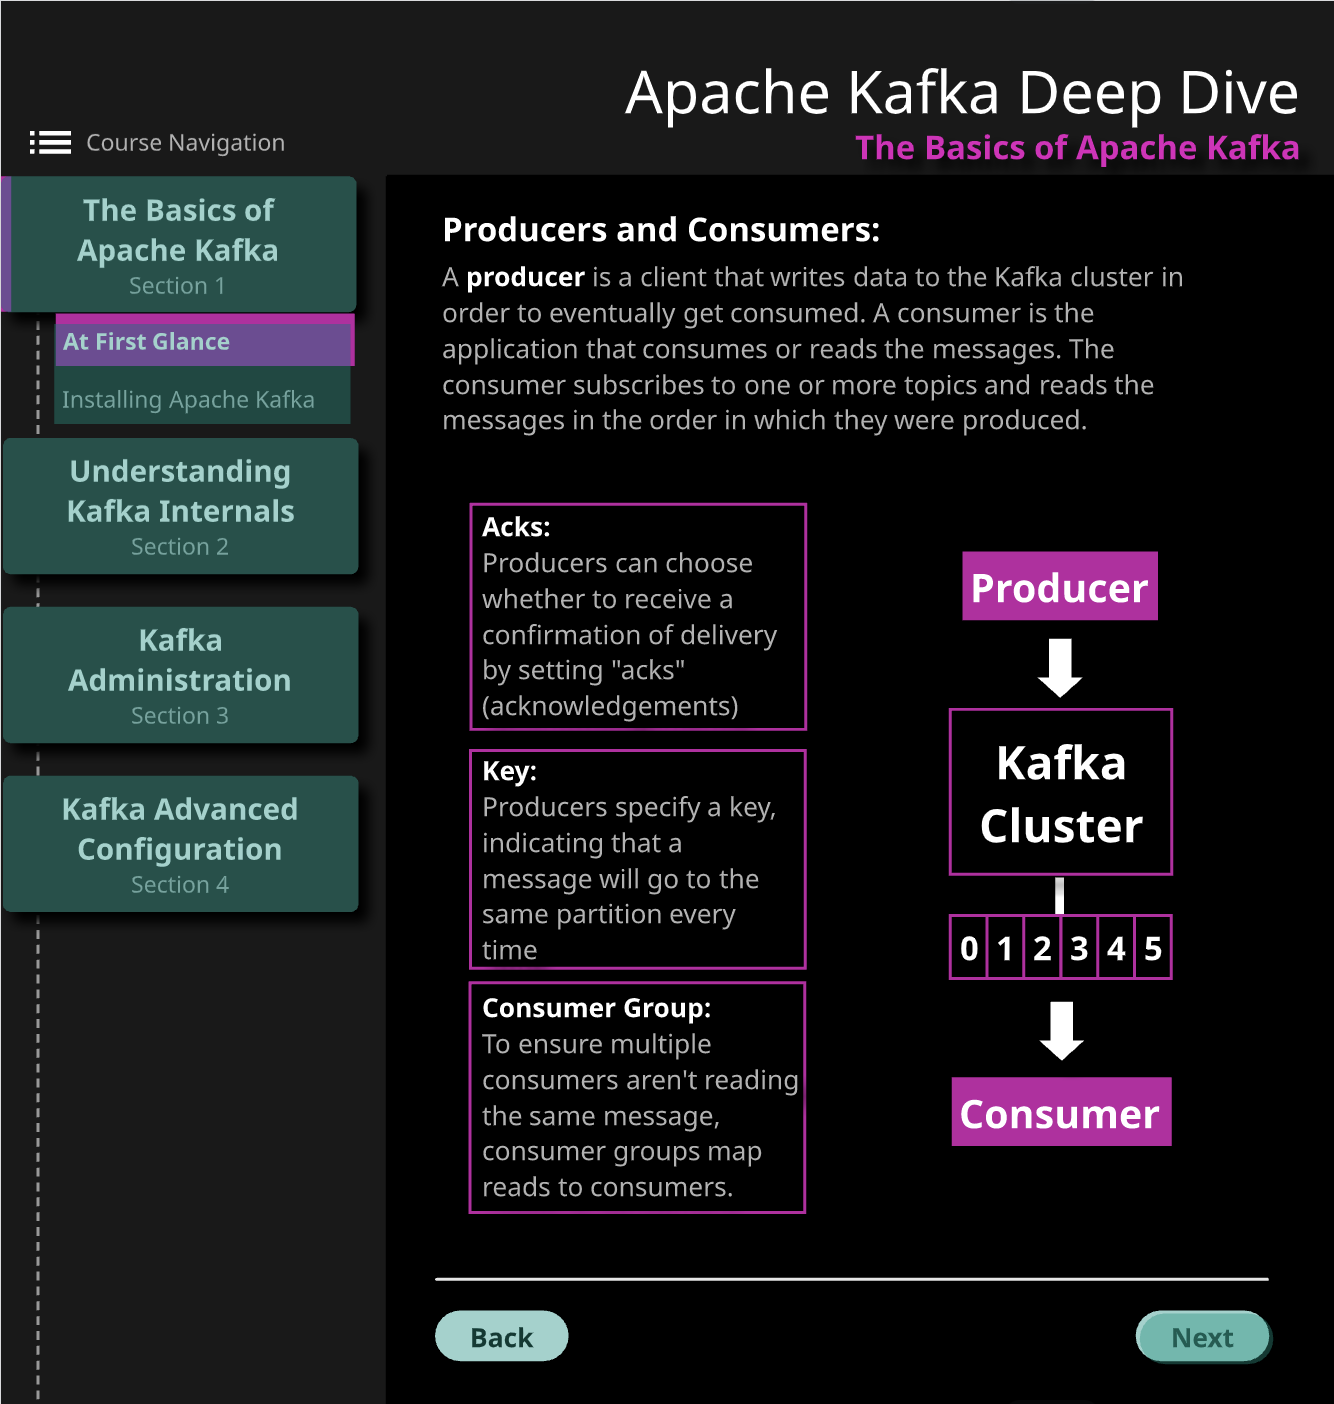 Apache Kafka Deep Dive
The Basics of Apache Kafka
Course Navigation
The Basics of
Apache Kafka
Section 1
At First Glance
Installing Apache Kafka
Understanding
Kafka Internals
Section 2
Kafka
Administration
Section 3
Kafka Advanced
Configuration
Section 4
Producers and Consumers:
A producer is a client that writes data to the Kafka cluster in
order to eventually get consumed. A consumer is the
application that consumes or reads the messages. The
consumer subscribes to one or more topics and reads the
messages in the order in which they were produced.
Acks:
Producers can choose
whether to receive a
confirmation of delivery
by setting "acks"
(acknowledgements)
Key:
Producers specify a key,
indicating that a
message will go to the
same partition every
time
Consumer Group:
To ensure multiple
consumers aren't reading
the same message,
consumer groups map
reads to consumers.
Producer
Kafka
Cluster
0 1 2 3 4 5
Consumer
Back
Next